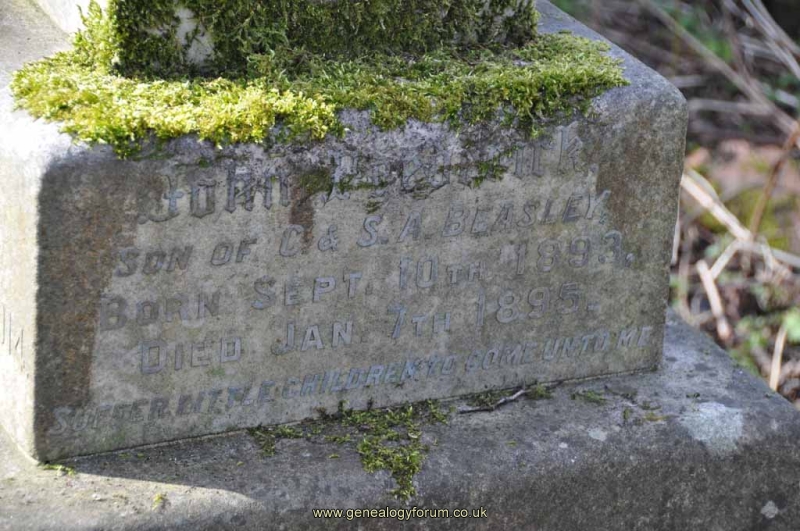 John
SON OF C & S. A. BEASLEY
BORN SEPT. 10TH 1893.
DIED JAN. 7TH 1895.
SUFFER LITTLE CHILDREN TO COME UNTO ME
www.genealogyforum.co.uk